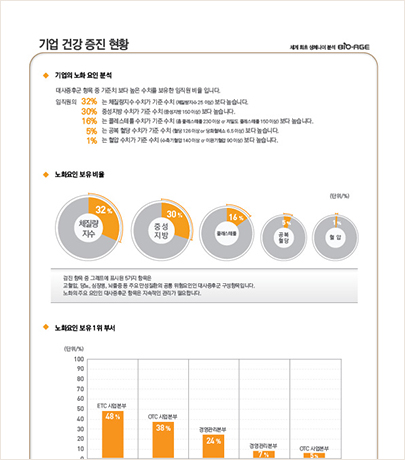 기업 건강 증진 현황
세계 최초 생체나이 분석 BIO-AGE
기업의 노화 요인 분석
대사증후군 항목 중 기준치 보다 높은 수치를 보유한 임직원 비율 입니다.
임직원의 32% 는 체질량지수 수치가 기준 수치 (체질량지수 25 이상) 보다 높습니다.
30% 중성지방 수치가 기준 수치 (중성지방 150 이상) 보다 높습니다.
16% 는 콜레스테롤 수치가 기준 수치 (총 콜레스테롤 230 이상 or 저밀도 콜레스테롤 150 이상) 보다 높습니다.
5% 는 공복 혈당 수치가 기준 수치 (혈당 126 이상 or 당화혈색소 6.5 이상) 보다 높습니다.
1% 는 혈압 수치가 기준 수치 (수축기혈압 140 이상 or 이완기혈압 90 이상) 보다 높습니다.
노화요인 보유 비율
(단위/%)
32 %
체질량
지수
30 %
중성
지방
16 %
콜레스테롤
5 %
공복
혈당
1%
혈 압
검진 항목 중 그래프에 표시된 5가지 항목은
고혈압, 당뇨, 심장병, 뇌졸중 등 주요 만성질환의 공통 위험요인인 대사증후군 구성항목입니다.
노화의 주요 요인인 대사증후군 항목은 지속적인 관리가 필요합니다.
노화요인 보유 1위 부서
(단위/%)
100
90
80
70
60
50
40
30
20
10
0
ETC 사업본부
48 %
OTC 사업본부
38 %
경영관리본부
24 %
경영관리본부
7 %
OTC 사업본부
5 %